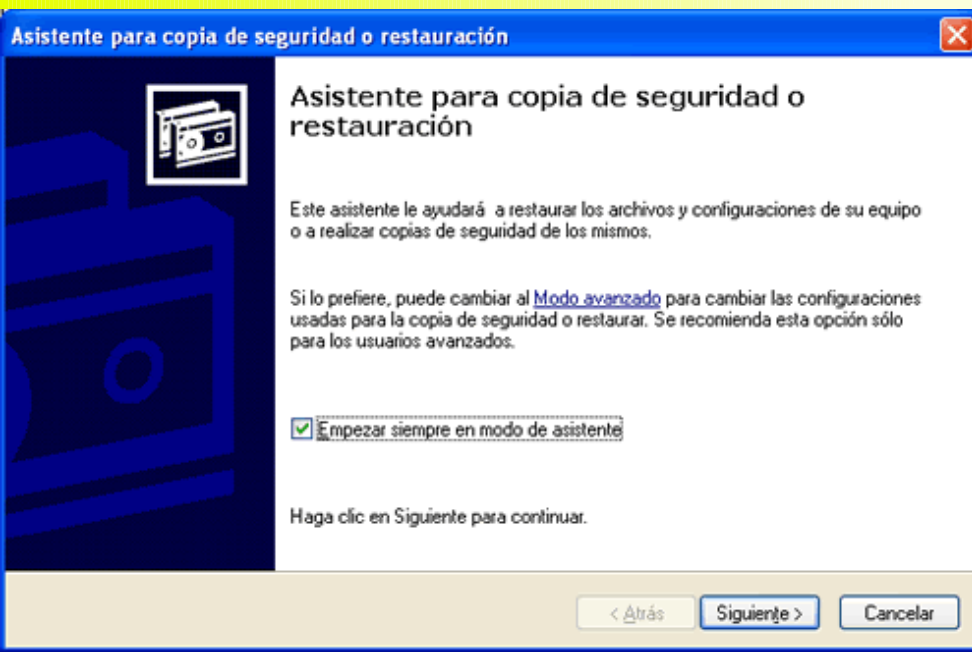 Asistente para copia de seguridad o restauración
Asistente para copia de seguridad o
restauración
Este asistente le ayudará a restaurar los archivos y configuraciones de su equipo
o a realizar copias de seguridad de los mismos.
Si lo prefiere, puede cambiar al Modo avanzado para cambiar las configuraciones
usadas para la copia de seguridad o restaurar. Se recomienda esta opción sólo
para los usuarios avanzados.
Empezar siempre en modo de asistente
Haga clic en Siguiente para continuar.
< Atrás
Siguiente >
Cancelar